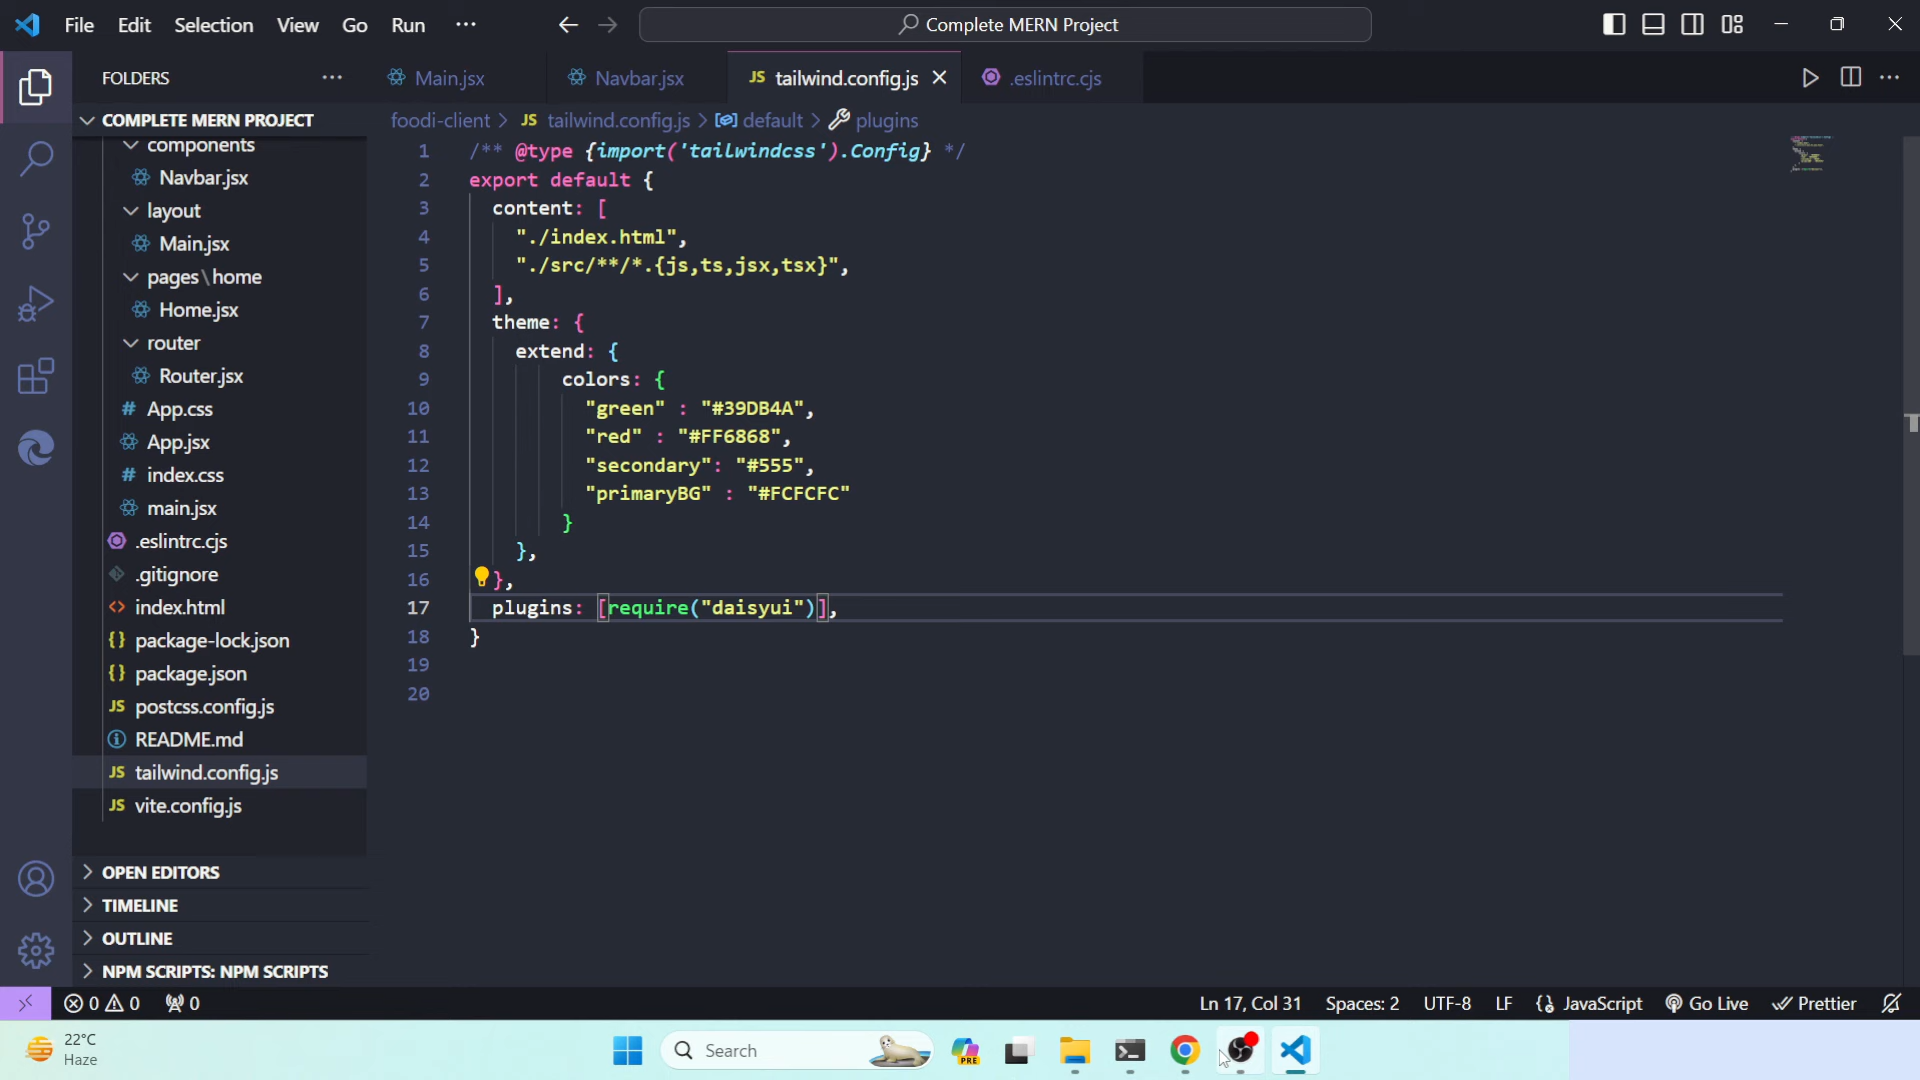 File Edit Selection View Go Run ···
Complete MERN Project
FOLDERS ···
Main.jsx
Navbar.jsx
JS tailwind.config.js
.eslintrc.cjs
foodi-client > JS tailwind.config.js > default > plugins
COMPLETE MERN PROJECT
components
Navbar.jsx
layout
Main.jsx
pages\home
Home.jsx
router
Router.jsx
# App.css
App.jsx
# index.css
main.jsx
.eslintrc.cjs
.gitignore
<> index.html
{} package-lock.json
{} package.json
JS postcss.config.js
README.md
JS tailwind.config.js
JS vite.config.js
OPEN EDITORS
TIMELINE
OUTLINE
NPM SCRIPTS: NPM SCRIPTS
1 /** @type {import('tailwindcss').Config} */
2 export default {
3 content: [
4 "./index.html",
5 "./src/**/*.{js,ts,jsx,tsx}",
6 ],
7 theme: {
8 extend: {
9 colors: {
10 "green" : "#39DB4A",
11 "red" : "#FF6868",
12 "secondary": "#555",
13 "primaryBG" : "#FCFCFC"
14 }
15 },
16 },
17 plugins: [require("daisyui")],
18 }
19
20
0 0 0
Ln 17, Col 31 Spaces: 2 UTF-8 LF {} JavaScript Go Live Prettier
22°C
Haze
Search
PRE